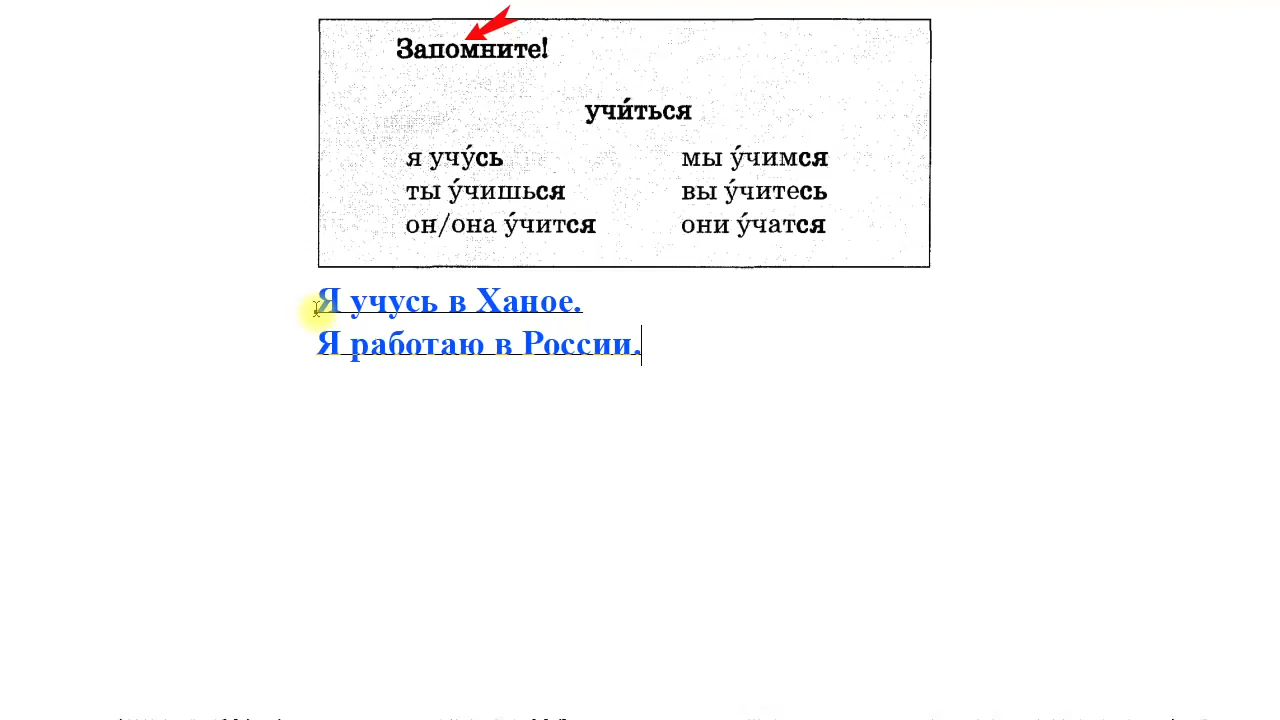 Запомните!
учи́ться
я учу́сь
ты у́чишься
он/она у́чится
мы у́чимся
вы у́читесь
они у́чатся
Я учусь в Ханое.
Я работаю в России.